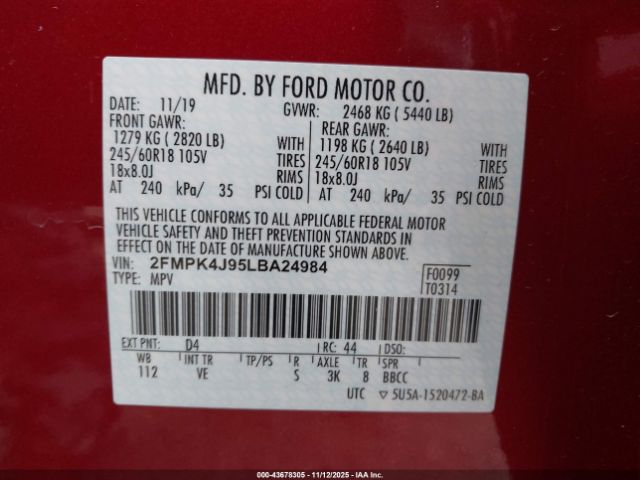 MFD. BY FORD MOTOR CO.
DATE: 11/19 GVWR: 2468 KG ( 5440 LB)
FRONT GAWR: REAR GAWR:
1279 KG ( 2820 LB) WITH 1198 KG ( 2640 LB) WITH
245/60R18 105V TIRES 245/60R18 105V TIRES
18x8.0J RIMS 18x8.0J RIMS
AT 240 kPa/ 35 PSI COLD AT 240 kPa/ 35 PSI COLD
THIS VEHICLE CONFORMS TO ALL APPLICABLE FEDERAL MOTOR
VEHICLE SAFETY AND THEFT PREVENTION STANDARDS IN
EFFECT ON THE DATE OF MANUFACTURE SHOWN ABOVE.
VIN: 2FMPK4J95LBA24984 F0099
TYPE: MPV T0314
EXT PNT: D4 RC: 44 DSO:
WB INT TR TP/PS R AXLE TR SPR
112 VE S 3K 8 BBCC
UTC ▽ 5U5A-1520472-BA
000-43678305 - 11/12/2025 - IAA Inc.